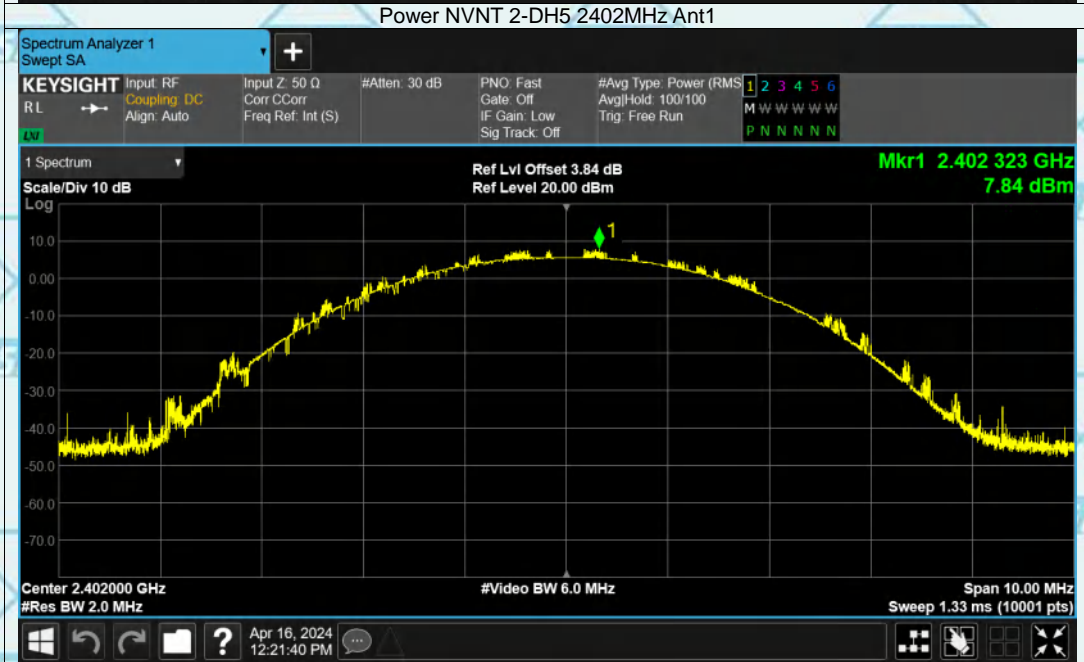 Power NVNT 2-DH5 2402MHz Ant1
Spectrum Analyzer 1
Swept SA
+
KEYSIGHT
RL
LXI
Input: RF
Coupling: DC
Align: Auto
Input Z: 50 Ω
Corr CCorr
Freq Ref: Int (S)
#Atten: 30 dB
PNO: Fast
Gate: Off
IF Gain: Low
Sig Track: Off
#Avg Type: Power (RMS
Avg|Hold: 100/100
Trig: Free Run
1 2 3 4 5 6
M W W W W W
P N N N N N
1 Spectrum
Scale/Div 10 dB
Log
Ref Lvl Offset 3.84 dB
Ref Level 20.00 dBm
Mkr1 2.402 323 GHz
7.84 dBm
1
10.0
0.00
-10.0
-20.0
-30.0
-40.0
-50.0
-60.0
-70.0
Center 2.402000 GHz
#Res BW 2.0 MHz
#Video BW 6.0 MHz
Span 10.00 MHz
Sweep 1.33 ms (10001 pts)
?
Apr 16, 2024
12:21:40 PM